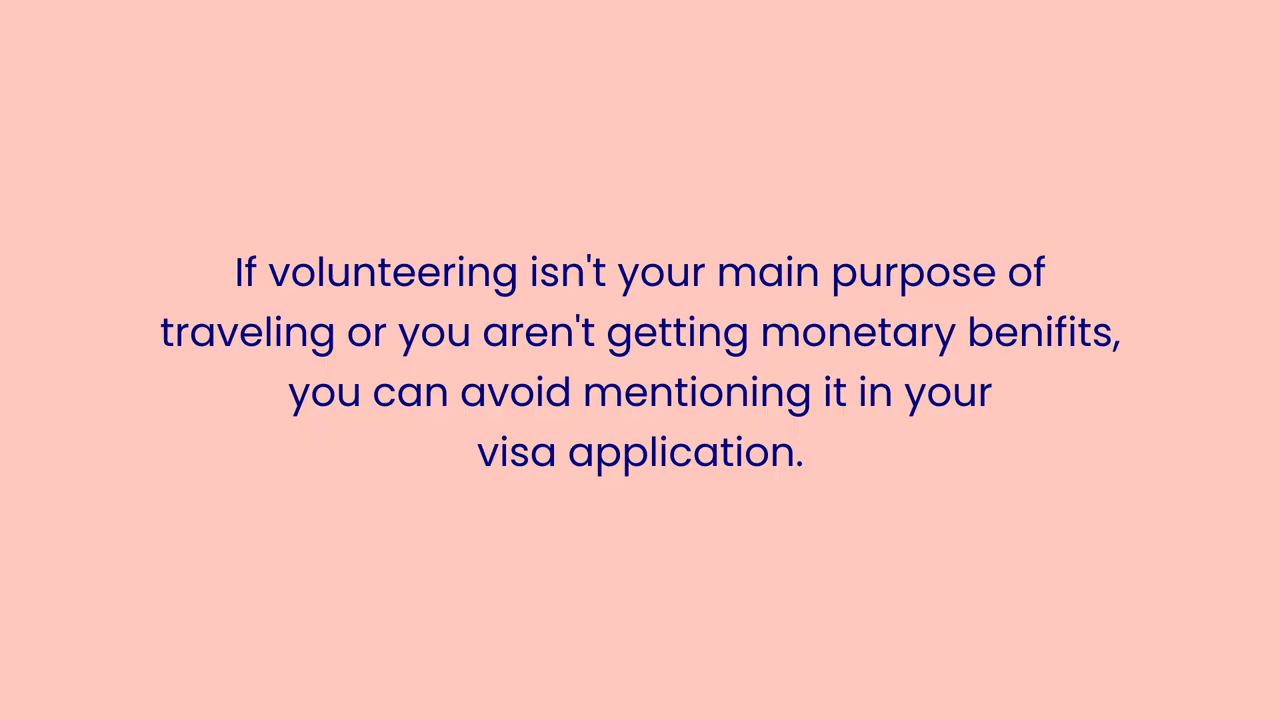 If volunteering isn't your main purpose of
traveling or you aren't getting monetary benifits,
you can avoid mentioning it in your
visa application.